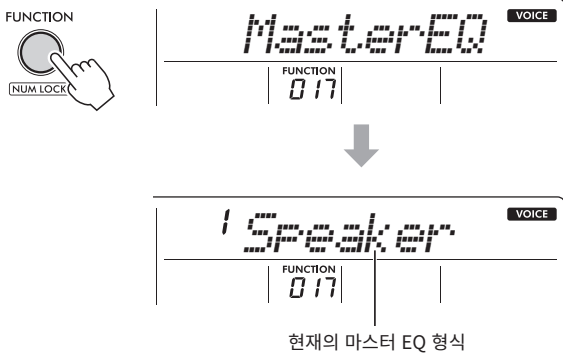 FUNCTION
NUM LOCK
MasterEQ
VOICE
FUNCTION
017
1 Speaker
VOICE
FUNCTION
017
현재의 마스터 EQ 형식